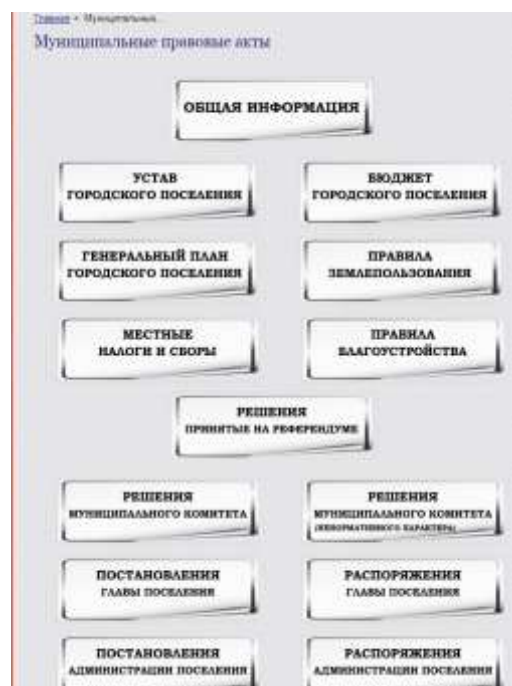 Главная • Муниципальные...
Муниципальные правовые акты
ОБЩАЯ ИНФОРМАЦИЯ
УСТАВ
ГОРОДСКОГО ПОСЕЛЕНИЯ
БЮДЖЕТ
ГОРОДСКОГО ПОСЕЛЕНИЯ
ГЕНЕРАЛЬНЫЙ ПЛАН
ГОРОДСКОГО ПОСЕЛЕНИЯ
ПРАВИЛА
ЗЕМЛЕПОЛЬЗОВАНИЯ
МЕСТНЫЕ
НАЛОГИ И СБОРЫ
ПРАВИЛА
БЛАГОУСТРОЙСТВА
РЕШЕНИЯ
ПРИНЯТЫЕ НА РЕФЕРЕНДУМЕ
РЕШЕНИЯ
МУНИЦИПАЛЬНОГО КОМИТЕТА
РЕШЕНИЯ
МУНИЦИПАЛЬНОГО КОМИТЕТА
(НЕНОРМАТИВНОГО ХАРАКТЕРА)
ПОСТАНОВЛЕНИЯ
ГЛАВЫ ПОСЕЛЕНИЯ
РАСПОРЯЖЕНИЯ
ГЛАВЫ ПОСЕЛЕНИЯ
ПОСТАНОВЛЕНИЯ
АДМИНИСТРАЦИИ ПОСЕЛЕНИЯ
РАСПОРЯЖЕНИЯ
АДМИНИСТРАЦИИ ПОСЕЛЕНИЯ